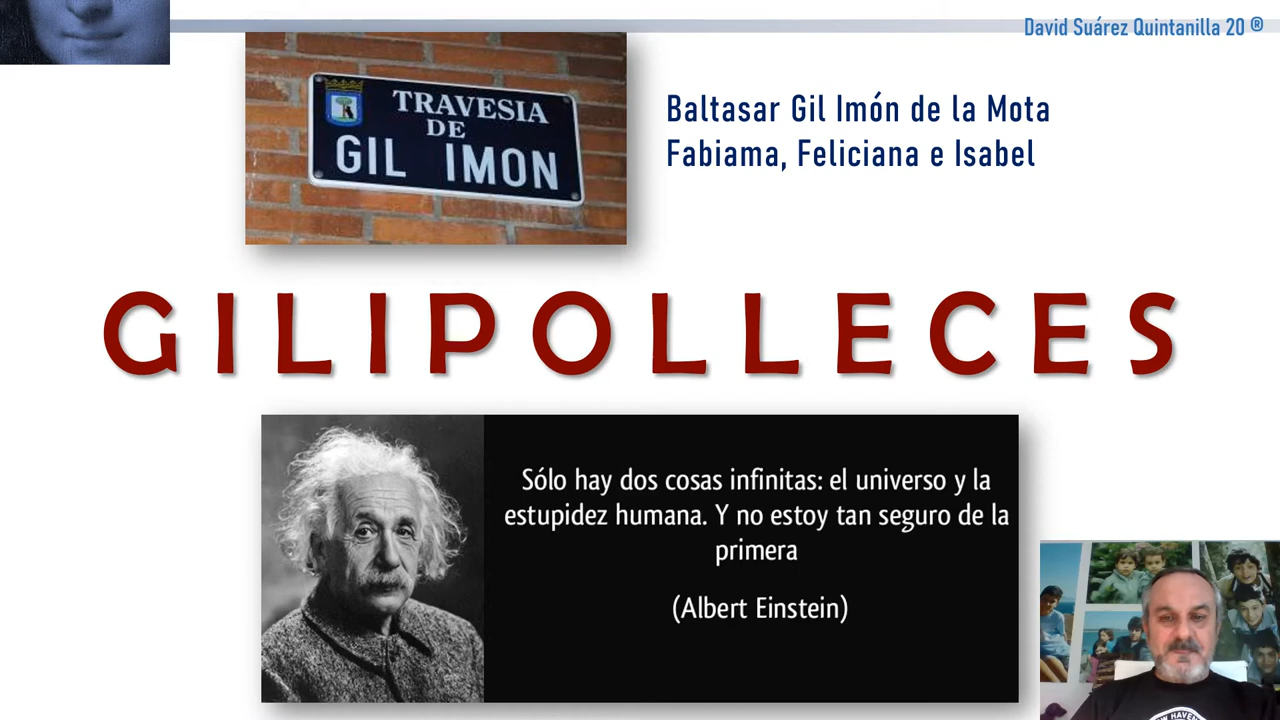 David Suárez Quintanilla 20 ®
TRAVESIA
DE
GIL IMON
Baltasar Gil Imón de la Mota
Fabiama, Feliciana e Isabel
GILIPOLLECES
Sólo hay dos cosas infinitas: el universo y la
estupidez humana. Y no estoy tan seguro de la
primera
(Albert Einstein)